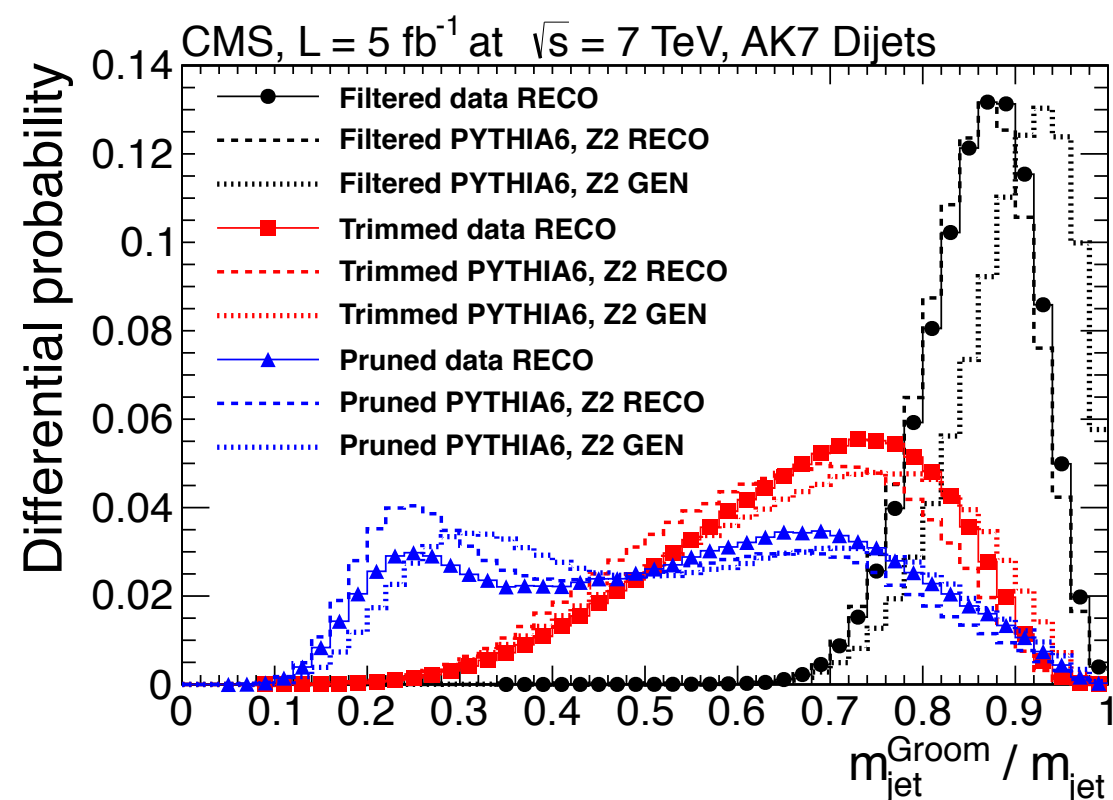 CMS, L = 5 fb⁻¹ at √s = 7 TeV, AK7 Dijets
Differential probability
0.14
0.12
0.1
0.08
0.06
0.04
0.02
0
Filtered data RECO
Filtered PYTHIA6, Z2 RECO
Filtered PYTHIA6, Z2 GEN
Trimmed data RECO
Trimmed PYTHIA6, Z2 RECO
Trimmed PYTHIA6, Z2 GEN
Pruned data RECO
Pruned PYTHIA6, Z2 RECO
Pruned PYTHIA6, Z2 GEN
0 0.1 0.2 0.3 0.4 0.5 0.6 0.7 0.8 0.9 1
m_jet^Groom / m_jet